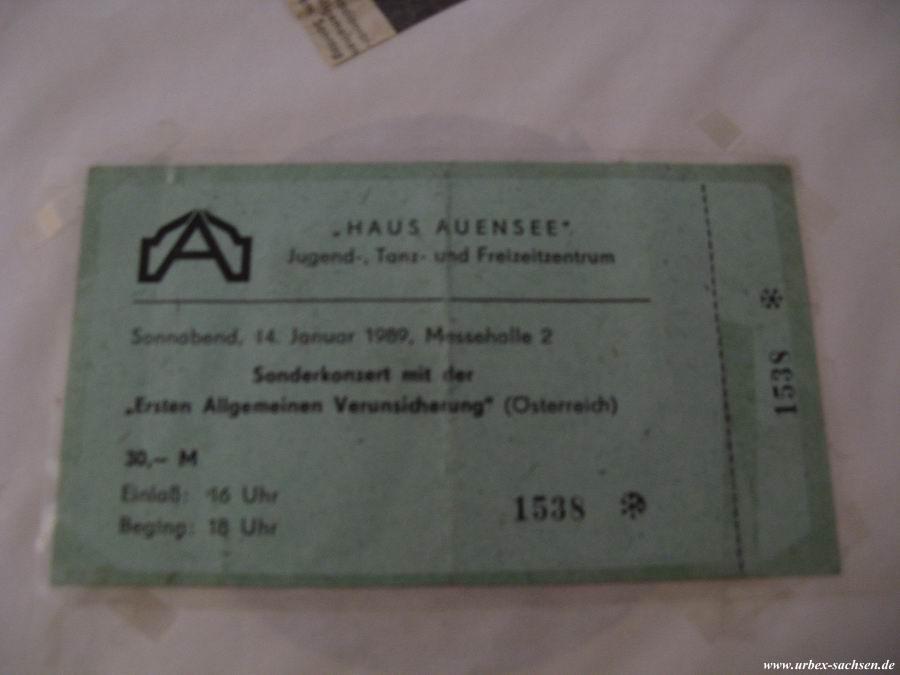 „HAUS AUENSEE"
Jugend-, Tanz- und Freizeitzentrum
Sonnabend, 14. Januar 1989, Messehalle 2
Sonderkonzert mit der
„Ersten Allgemeinen Verunsicherung" (Österreich)
30,– M
Einlaß: 16 Uhr
Beginn: 18 Uhr
1538
1538
www.urbex-sachsen.de